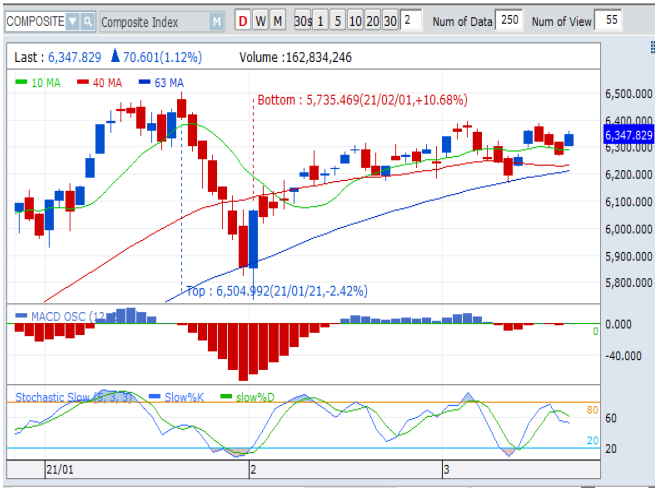 COMPOSITE Composite Index M D W M 30s 1 5 10 20 30 2 Num of Data 250 Num of View 55
Last : 6,347.829 ▲ 70.601(1.12%) Volume :162,834,246
10 MA 40 MA 63 MA
Bottom : 5,735.469(21/02/01,+10.68%)
6,500.000
6,400.000
6,347.829
6,300.000
6,200.000
6,100.000
6,000.000
5,900.000
5,800.000
Top : 6,504.992(21/01/21,-2.42%)
MACD OSC (12
0.000
0
-40.000
Stochastic Slow (5, 3, 3) Slow%K slow%D
80
60
20
20
21/01 2 3